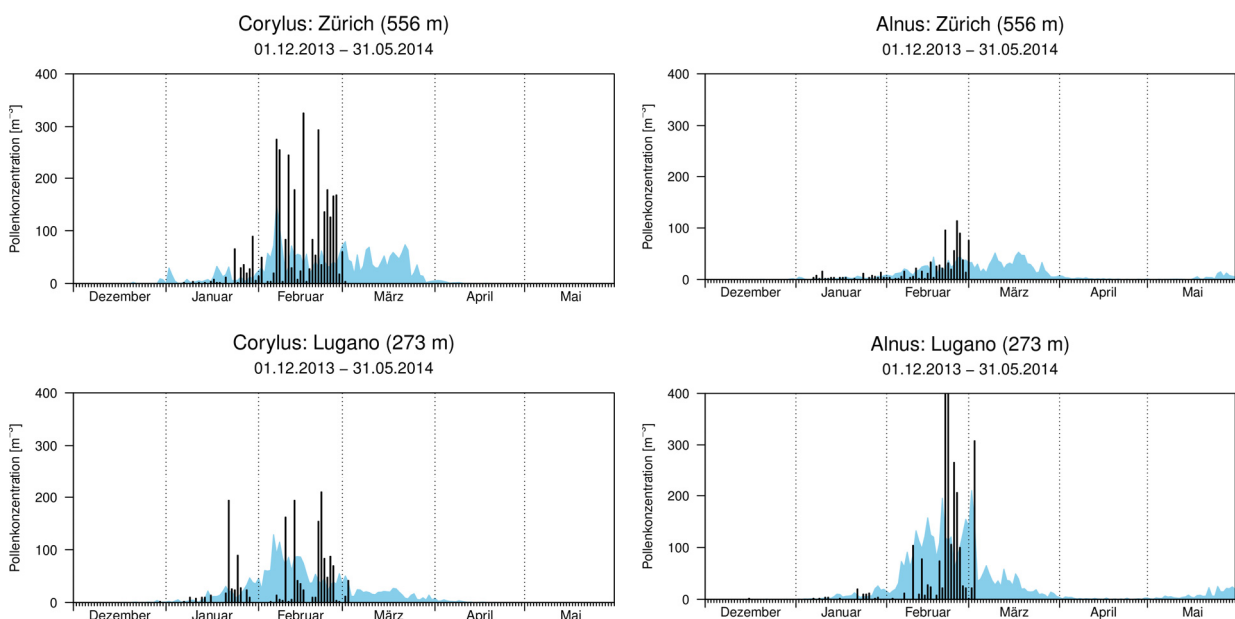 Corylus: Zürich (556 m)
01.12.2013 – 31.05.2014
Pollenkonzentration [m⁻³]
400
300
200
100
0
Dezember Januar Februar März April Mai
Alnus: Zürich (556 m)
01.12.2013 – 31.05.2014
Pollenkonzentration [m⁻³]
400
300
200
100
0
Dezember Januar Februar März April Mai
Corylus: Lugano (273 m)
01.12.2013 – 31.05.2014
Pollenkonzentration [m⁻³]
400
300
200
100
0
Dezember Januar Februar März April Mai
Alnus: Lugano (273 m)
01.12.2013 – 31.05.2014
Pollenkonzentration [m⁻³]
400
300
200
100
0
Dezember Januar Februar März April Mai